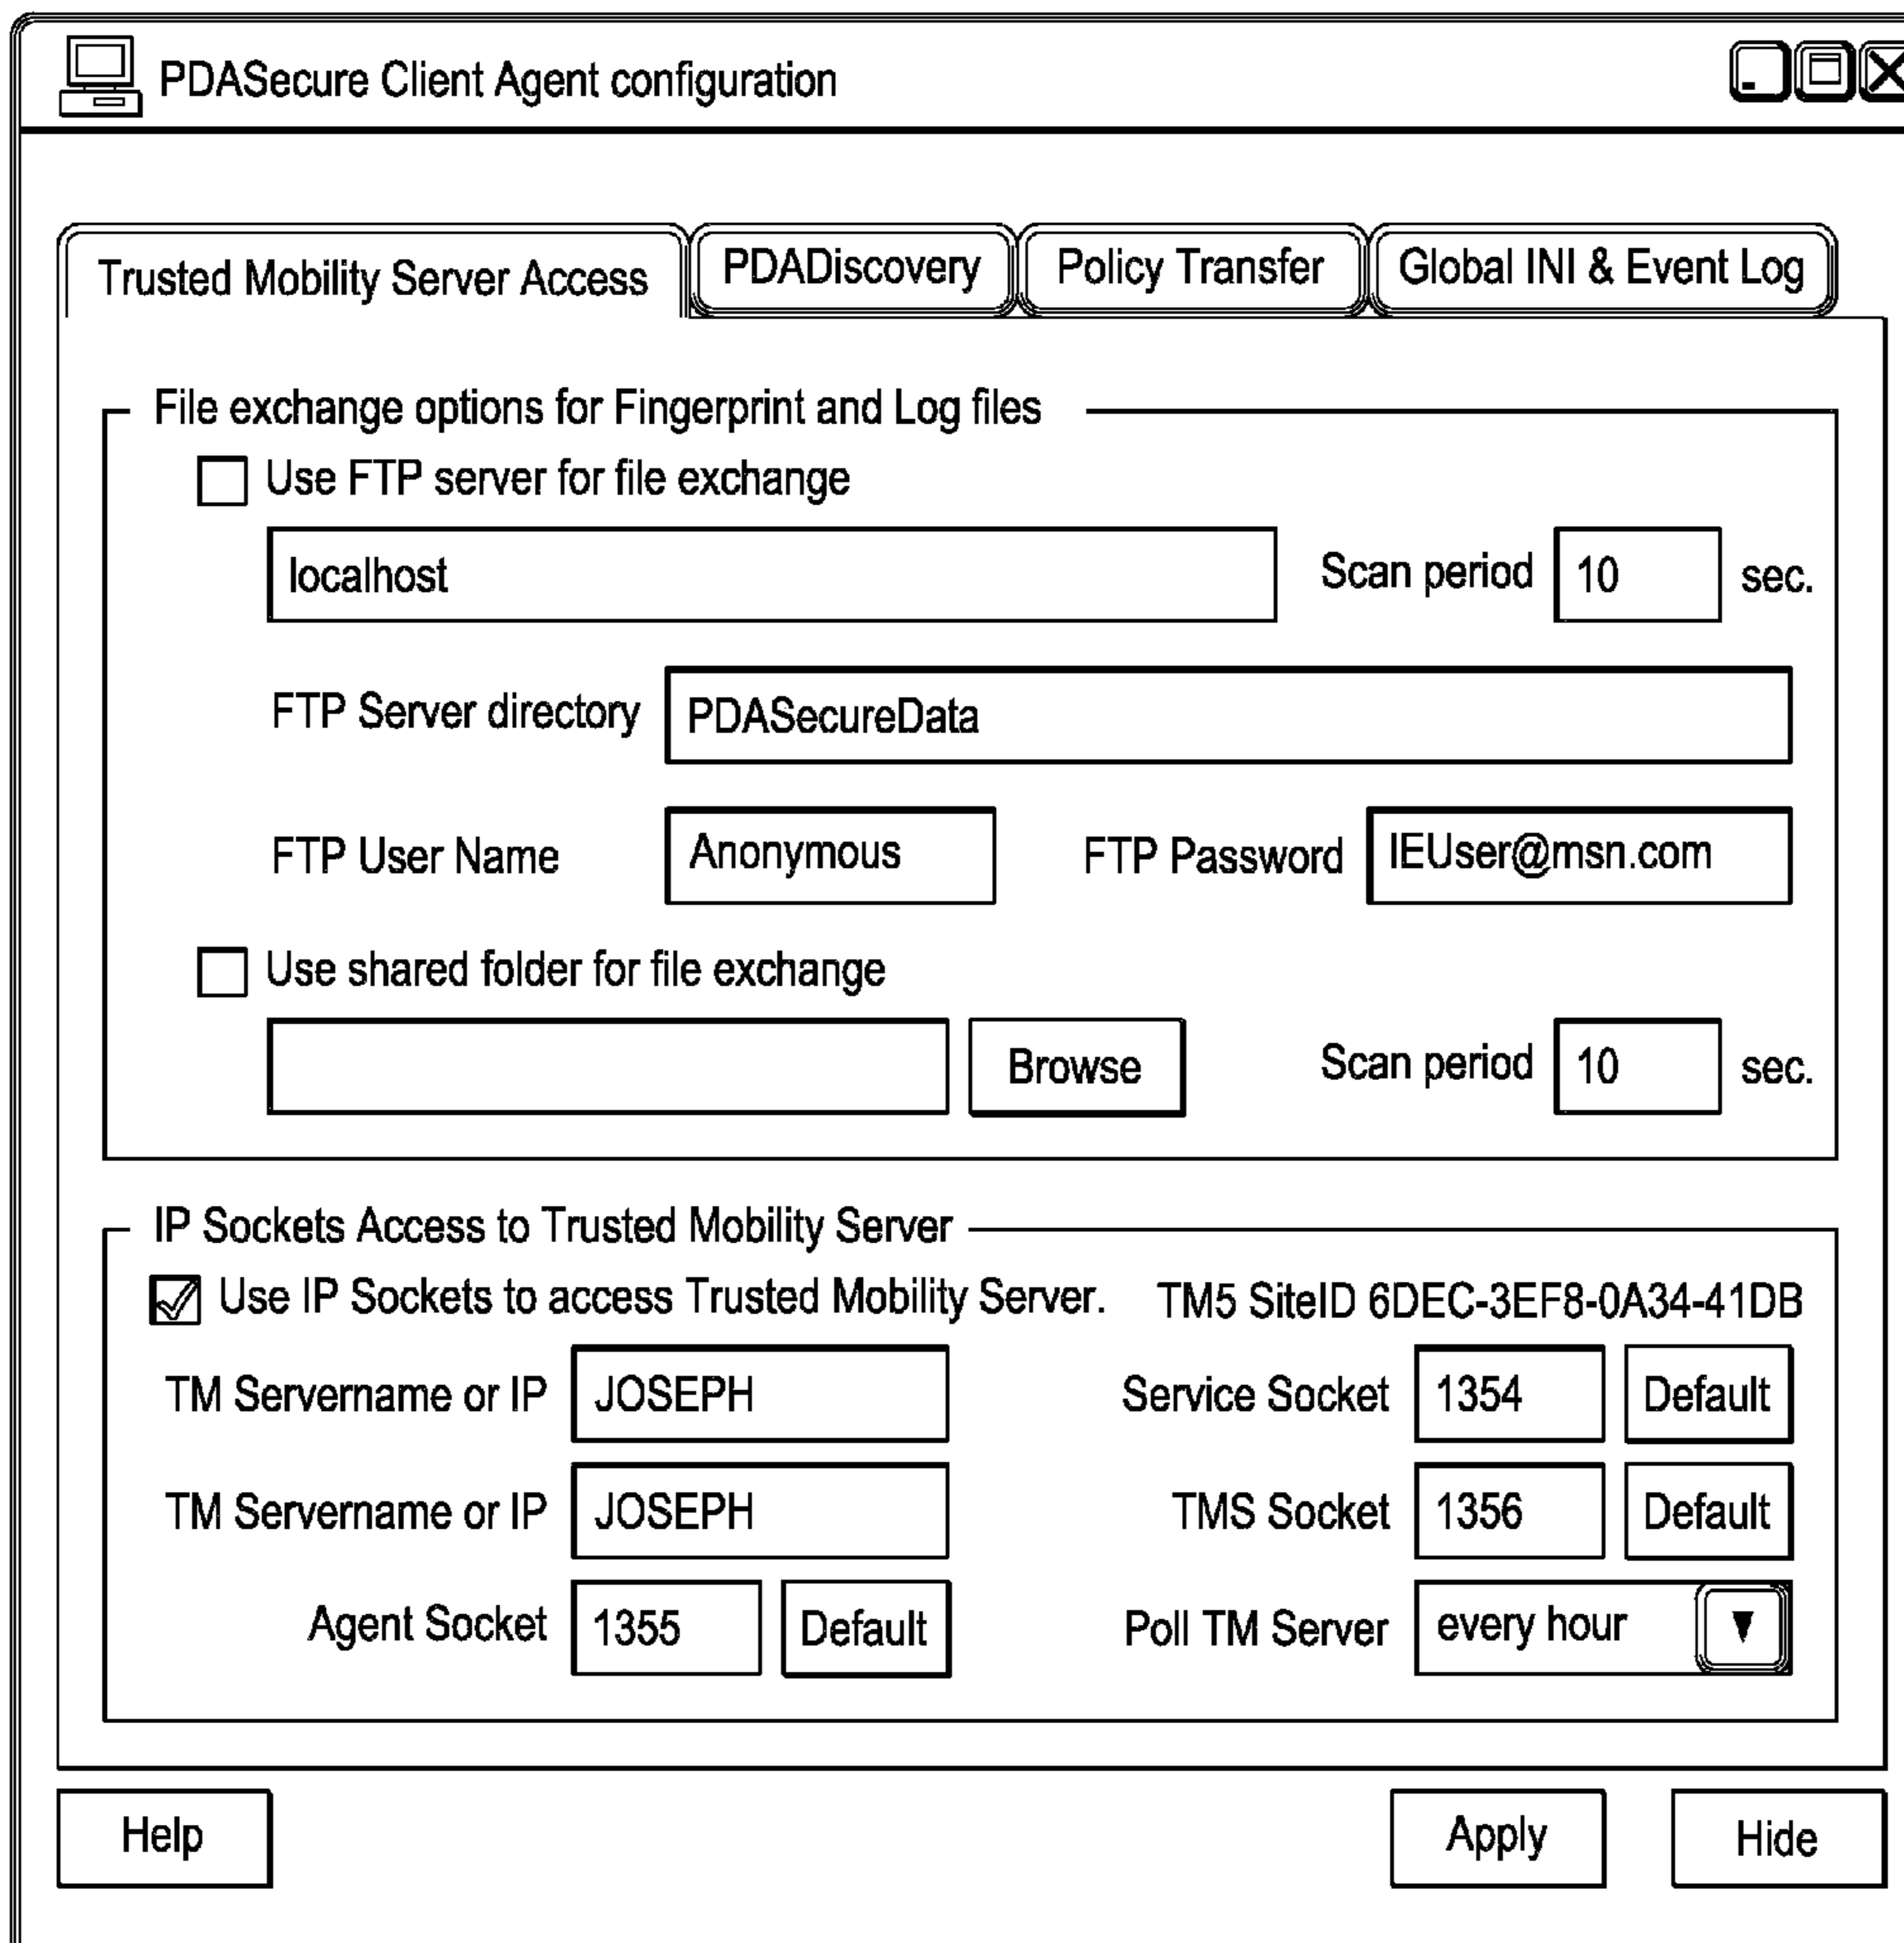 PDASecure Client Agent configuration
Trusted Mobility Server Access PDADiscovery Policy Transfer Global INI & Event Log
File exchange options for Fingerprint and Log files
Use FTP server for file exchange
localhost Scan period 10 sec.
FTP Server directory PDASecureData
FTP User Name Anonymous FTP Password IEUser@msn.com
Use shared folder for file exchange
Browse Scan period 10 sec.
IP Sockets Access to Trusted Mobility Server
Use IP Sockets to access Trusted Mobility Server. TM5 SiteID 6DEC-3EF8-0A34-41DB
TM Servername or IP JOSEPH Service Socket 1354 Default
TM Servername or IP JOSEPH TMS Socket 1356 Default
Agent Socket 1355 Default Poll TM Server every hour
Help Apply Hide